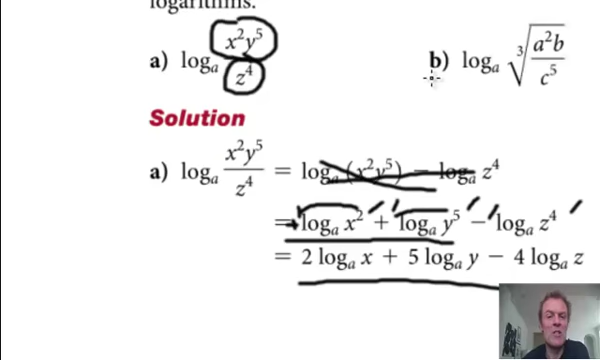 logarithms.
a) logₐ x²y⁵/z⁴ b) logₐ ∛(a²b/c⁵)
Solution
a) logₐ x²y⁵/z⁴ = logₐ (x²y⁵) − logₐ z⁴
= logₐ x² + logₐ y⁵ − logₐ z⁴
= 2 logₐ x + 5 logₐ y − 4 logₐ z